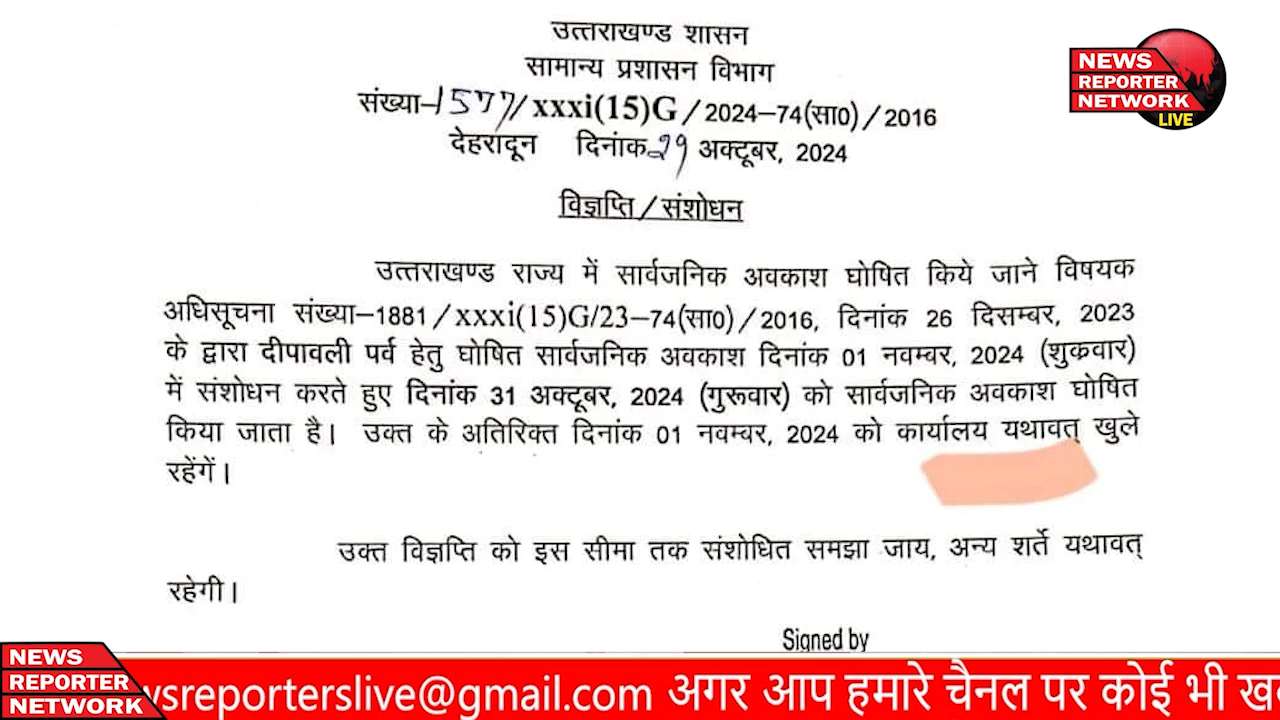 उत्तराखण्ड शासन
सामान्य प्रशासन विभाग
संख्या-1577/xxxi(15)G/2024-74(सा0)/2016
देहरादून दिनांक 29 अक्टूबर, 2024
विज्ञप्ति/संशोधन
उत्तराखण्ड राज्य में सार्वजनिक अवकाश घोषित किये जाने विषयक
अधिसूचना संख्या-1881/xxxi(15)G/23-74(सा0)/2016, दिनांक 26 दिसम्बर, 2023
के द्वारा दीपावली पर्व हेतु घोषित सार्वजनिक अवकाश दिनांक 01 नवम्बर, 2024 (शुक्रवार)
में संशोधन करते हुए दिनांक 31 अक्टूबर, 2024 (गुरूवार) को सार्वजनिक अवकाश घोषित
किया जाता है। उक्त के अतिरिक्त दिनांक 01 नवम्बर, 2024 को कार्यालय यथावत् खुले
रहेंगें।
उक्त विज्ञप्ति को इस सीमा तक संशोधित समझा जाय, अन्य शर्ते यथावत्
रहेगी।
Signed by
NEWS
REPORTER
NETWORK
LIVE
NEWS
REPORTER
NETWORK
wsreporterslive@gmail.com अगर आप हमारे चैनल पर कोई भी ख